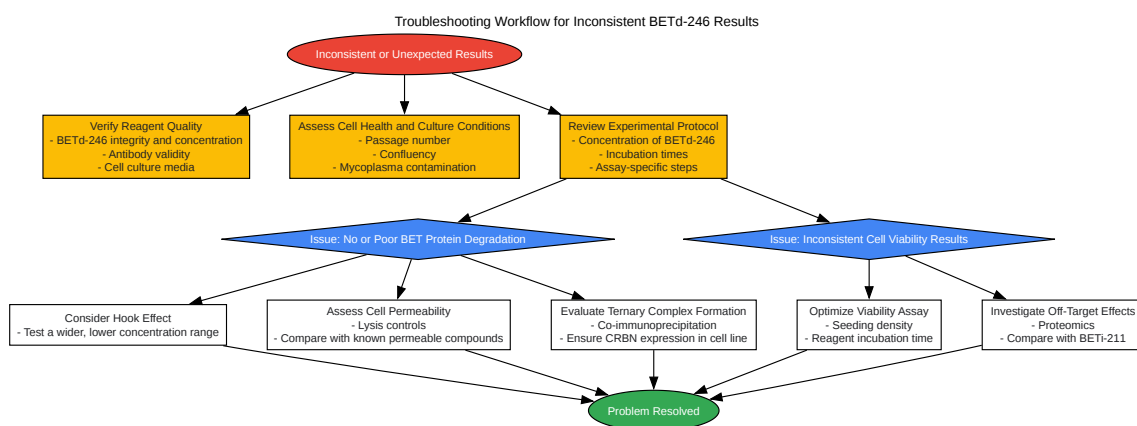 Troubleshooting Workflow for Inconsistent BETd-246 Results
Inconsistent or Unexpected Results
Verify Reagent Quality
- BETd-246 integrity and concentration
- Antibody validity
- Cell culture media
Assess Cell Health and Culture Conditions
- Passage number
- Confluency
- Mycoplasma contamination
Review Experimental Protocol
- Concentration of BETd-246
- Incubation times
- Assay-specific steps
Issue: No or Poor BET Protein Degradation
Issue: Inconsistent Cell Viability Results
Consider Hook Effect
- Test a wider, lower concentration range
Assess Cell Permeability
- Lysis controls
- Compare with known permeable compounds
Evaluate Ternary Complex Formation
- Co-immunoprecipitation
- Ensure CRBN expression in cell line
Optimize Viability Assay
- Seeding density
- Reagent incubation time
Investigate Off-Target Effects
- Proteomics
- Compare with BETi-211
Problem Resolved